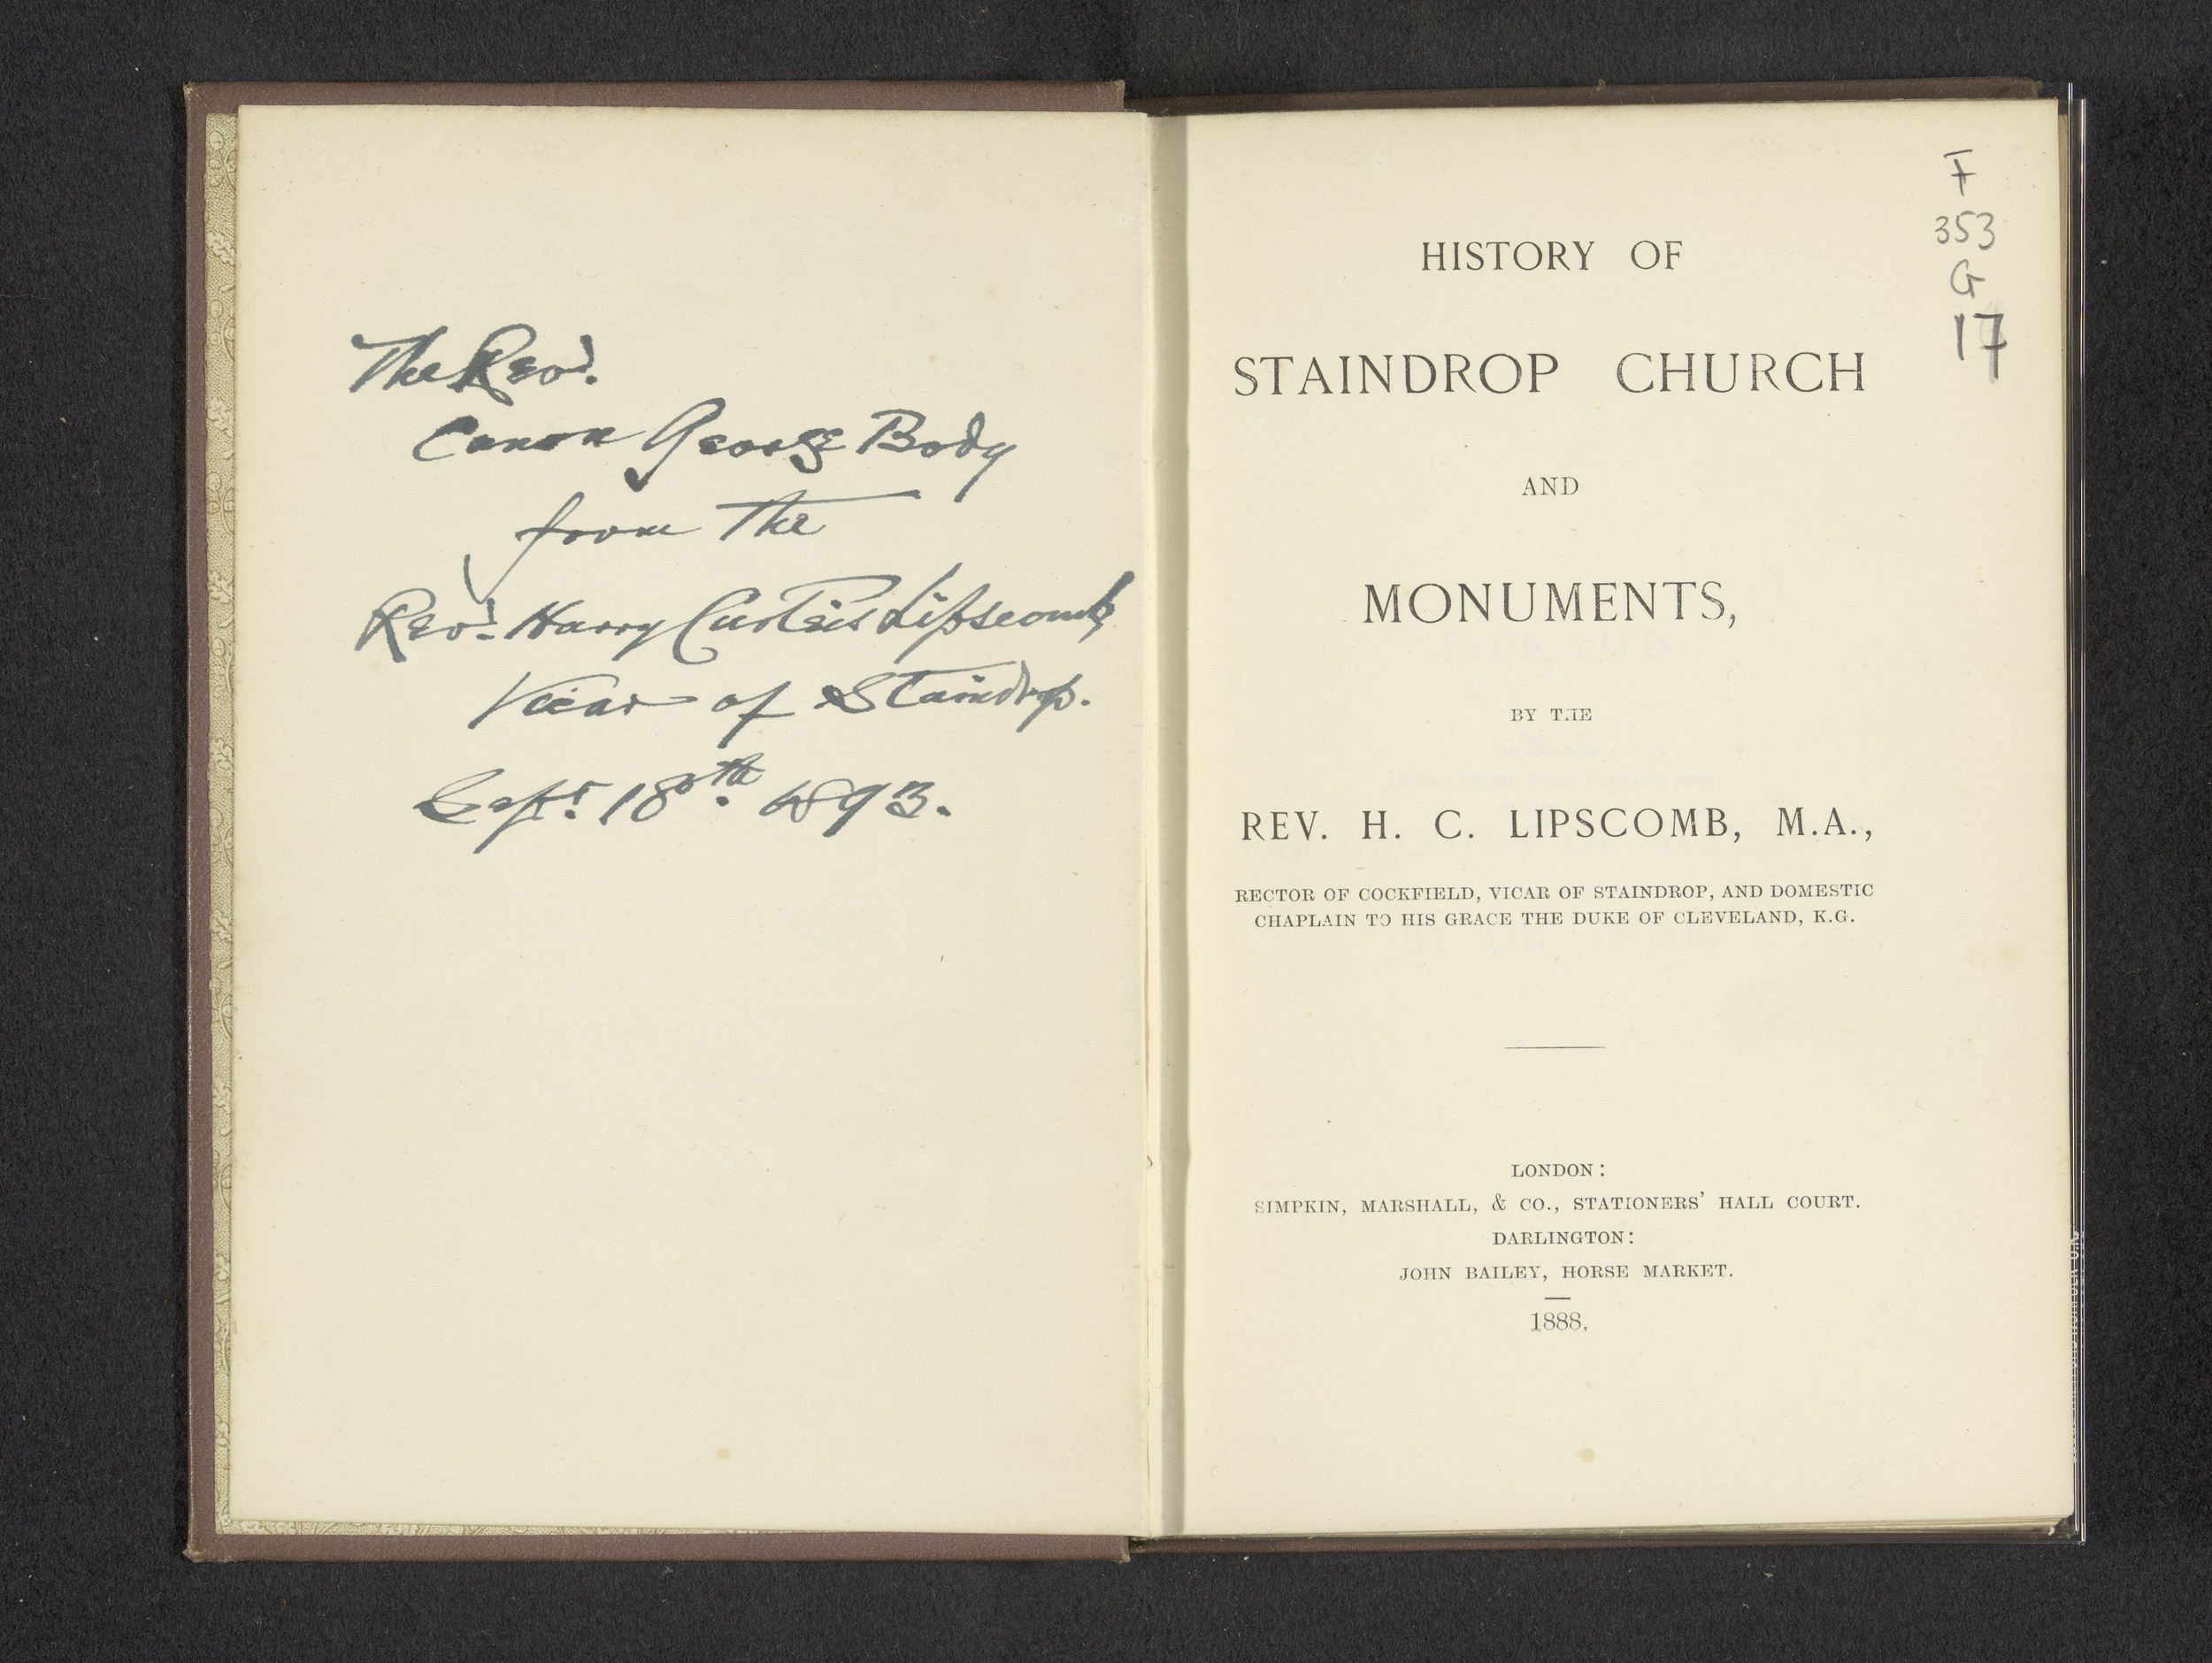 The Revd.
Canon George Body
from the
Revd. Harry Curteis Lipscomb,
Vicar of Staindrop.
Sept. 18th. 1893.
F
353
G
17
HISTORY OF
STAINDROP CHURCH
AND
MONUMENTS,
BY THE
REV. H. C. LIPSCOMB, M.A.,
RECTOR OF COCKFIELD, VICAR OF STAINDROP, AND DOMESTIC
CHAPLAIN TO HIS GRACE THE DUKE OF CLEVELAND, K.G.
LONDON:
SIMPKIN, MARSHALL, & CO., STATIONERS' HALL COURT.
DARLINGTON:
JOHN BAILEY, HORSE MARKET.
1888.